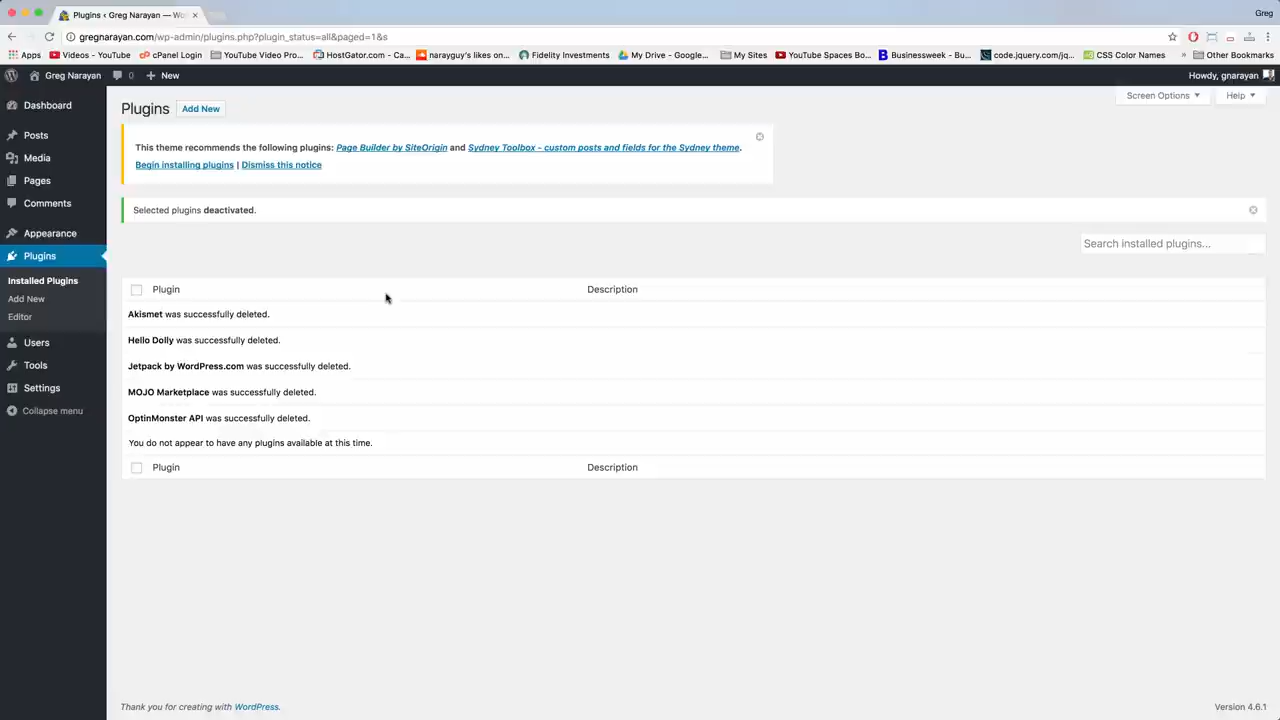 Plugins ‹ Greg Narayan — Wo
Greg
gregnarayan.com/wp-admin/plugins.php?plugin_status=all&paged=1&s
Apps Videos - YouTube cPanel Login YouTube Video Pro... HostGator.com - Ca... narayguy's likes on... Fidelity Investments My Drive - Google... My Sites YouTube Spaces Bo... Businessweek - Bu... code.jquery.com/jq... CSS Color Names » Other Bookmarks
Greg Narayan 0 + New Howdy, gnarayan
Screen Options Help
Dashboard
Posts
Media
Pages
Comments
Appearance
Plugins
Installed Plugins
Add New
Editor
Users
Tools
Settings
Collapse menu
Plugins Add New
This theme recommends the following plugins: Page Builder by SiteOrigin and Sydney Toolbox - custom posts and fields for the Sydney theme.
Begin installing plugins | Dismiss this notice
Selected plugins deactivated.
Search installed plugins...
Plugin Description
Akismet was successfully deleted.
Hello Dolly was successfully deleted.
Jetpack by WordPress.com was successfully deleted.
MOJO Marketplace was successfully deleted.
OptinMonster API was successfully deleted.
You do not appear to have any plugins available at this time.
Plugin Description
Thank you for creating with WordPress.
Version 4.6.1